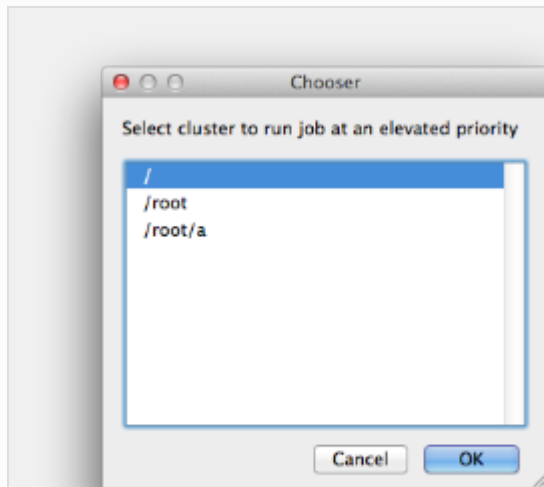 Chooser
Select cluster to run job at an elevated priority
/
/root
/root/a
Cancel OK